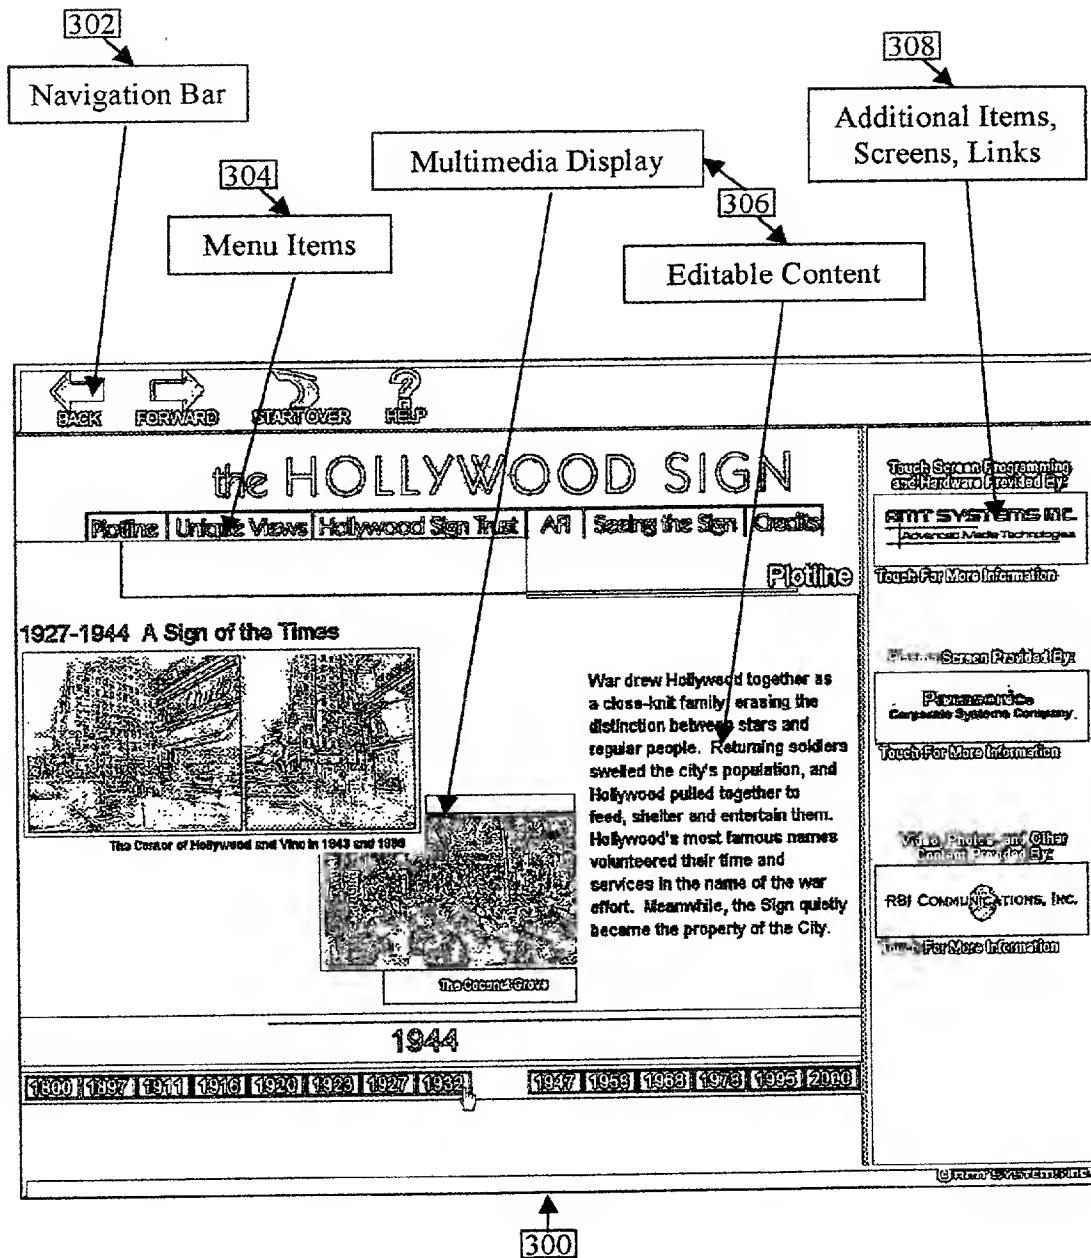 302
Navigation Bar
308
Additional Items,
Screens, Links
Multimedia Display
304
306
Menu Items
Editable Content
BACK FORWARD START OVER HELP
the HOLLYWOOD SIGN
Plotline Unique Views Hollywood Sign Trust Seeing the Sign Credits
Plotline
1927-1944 A Sign of the Times
The Corner of Hollywood and Vine in 1943 and
The Coconut Grove
War drew Hollywood together as
a close-knit family, erasing the
distinction between stars and
regular people. Returning soldiers
swelled the city's population, and
Hollywood pulled together to
feed, shelter and entertain them.
Hollywood's most famous names
volunteered their time and
services in the name of the war
effort. Meanwhile, the Sign quietly
became the property of the City.
Touch Screen Programming
and Hardware Provided By:
SYSTEMS INC.
Advanced Media Technologies
Touch For More Information
Plasma Screen Provided By:
Panasonic
Corporate Systems Company
Touch For More Information
Video, Photos, and Other
Content Provided By:
RBI COMMUNICATIONS, INC.
Touch For More Information
1944
1900 1911 1916 1920 1923 1927 1932 1947 1968 1978 1995 2000
300